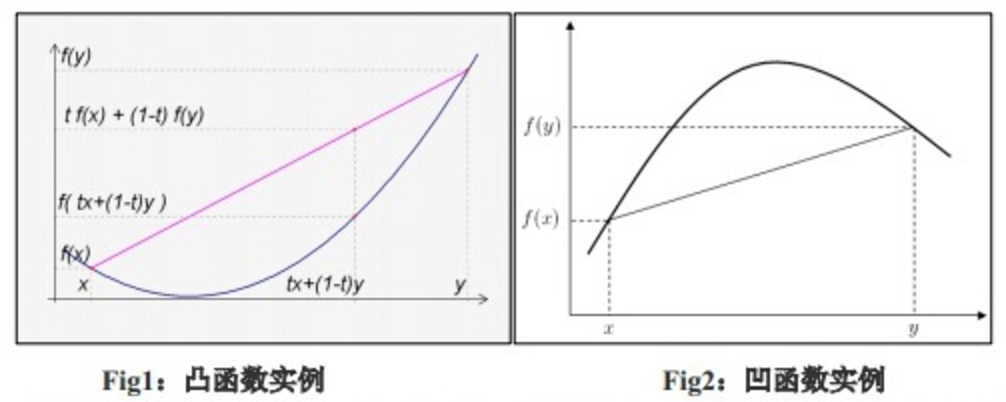 f(y)
t f(x) + (1-t) f(y)
f( tx+(1-t)y )
f(x)
x
tx+(1-t)y
y
f(y)
f(x)
x
y
Fig1：凸函数实例
Fig2：凹函数实例